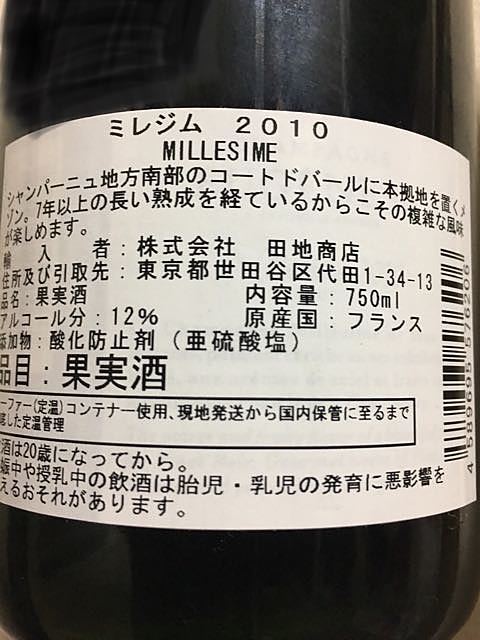 ミレジム 2010
MILLESIME
シャンパーニュ地方南部のコートドバールに本拠地を置くメ
ゾン。7年以上の長い熟成を経ているからこその複雑な風味
が楽しめます。
輸 入 者：株式会社 田地商店
住所及び引取先：東京都世田谷区代田1-34-13
品名：果実酒 内容量：750ml
アルコール分：12% 原産国：フランス
添加物：酸化防止剤（亜硫酸塩）
品目：果実酒
ーファー(定温)コンテナー使用、現地発送から国内保管に至るまで
底した定温管理
酒は20歳になってから。
娠中や授乳中の飲酒は胎児・乳児の発育に悪影響を
えるおそれがあります。
4 589695 576206